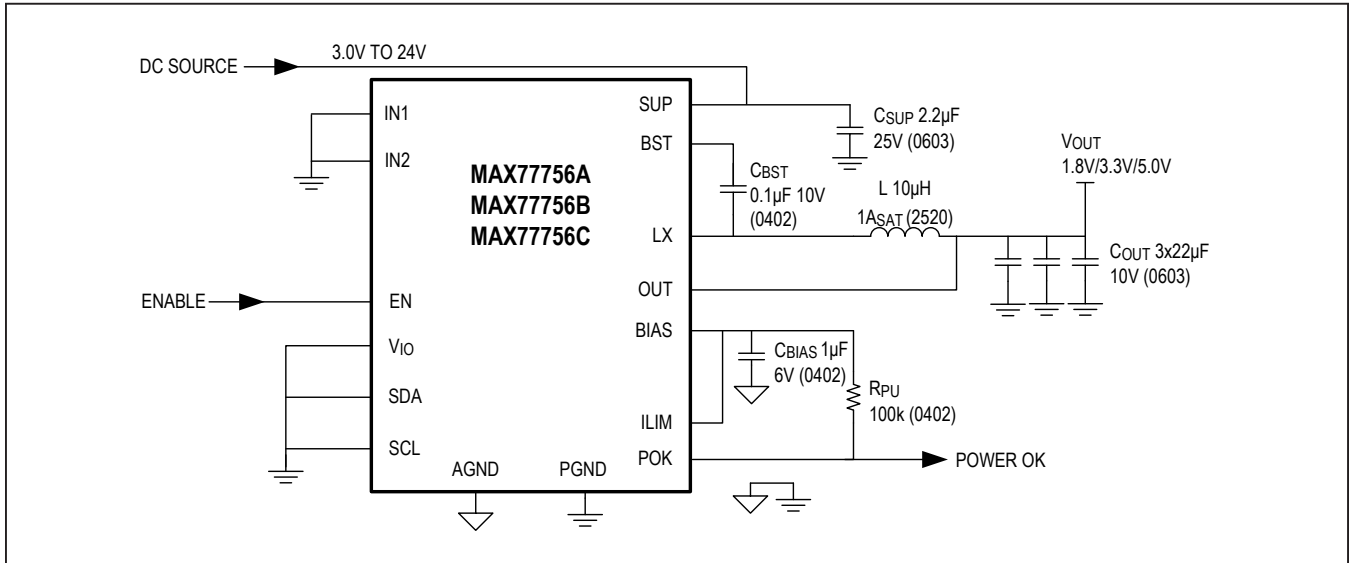 DC SOURCE
3.0V TO 24V
IN1
IN2
MAX77756A
MAX77756B
MAX77756C
ENABLE
EN
VIO
SDA
SCL
AGND
PGND
SUP
BST
LX
OUT
BIAS
ILIM
POK
CSUP 2.2µF
25V (0603)
CBST
0.1µF 10V
(0402)
L 10µH
1ASAT (2520)
VOUT
1.8V/3.3V/5.0V
COUT 3x22µF
10V (0603)
CBIAS 1µF
6V (0402)
RPU
100k (0402)
POWER OK